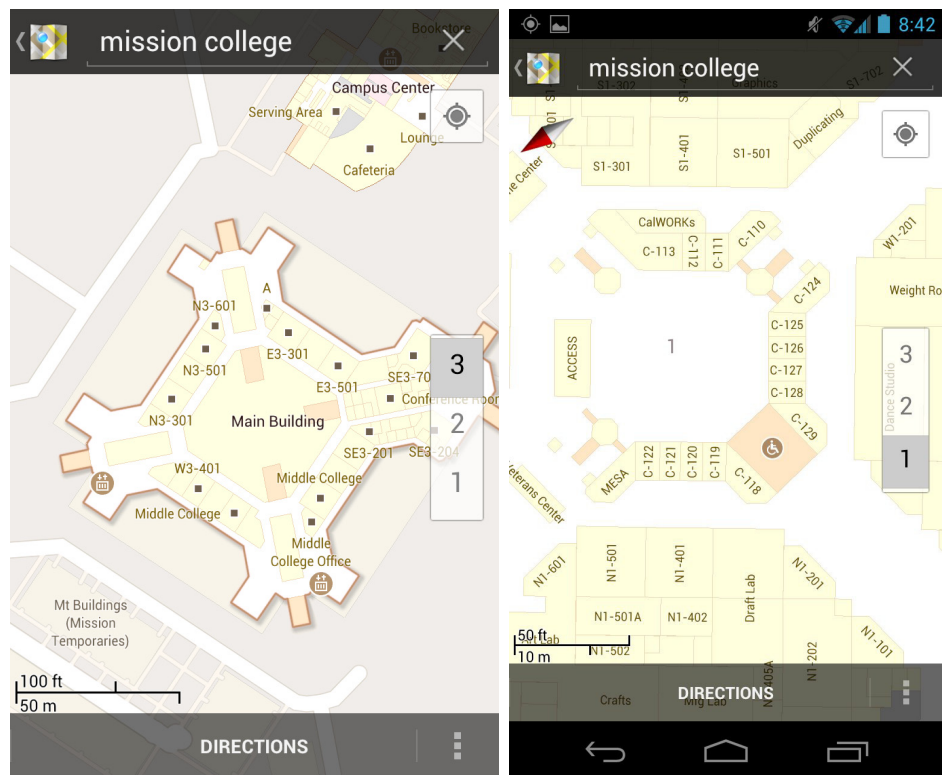 mission college
Bookstore
Campus Center
Serving Area
Lounge
Cafeteria
A
N3-601
E3-301
N3-501
SE3-70
E3-501
Conference Room
N3-301
Main Building
SE3-201
SE3-204
W3-401
Middle College
Middle College
Middle
College Office
Mt Buildings
(Mission
Temporaries)
3
2
1
100 ft
50 m
DIRECTIONS
8:42
mission college
S1-302
Graphics
S1-702
S1-301
S1-401
S1-501
Duplicating
CalWORKs
C-113
C-112
C-111
C-110
W1-201
C-124
Weight Ro
C-125
C-126
C-127
C-128
1
ACCESS
C-129
Dance Studio
3
2
1
MESA
C-122
C-121
C-120
C-119
C-118
Veterans Center
N1-601
N1-501
N1-401
Draft Lab
N1-201
N1-501A
N1-402
N1-101
N1-502
N1-202
50 ft
10 m
Crafts
Mfg Lab
DIRECTIONS